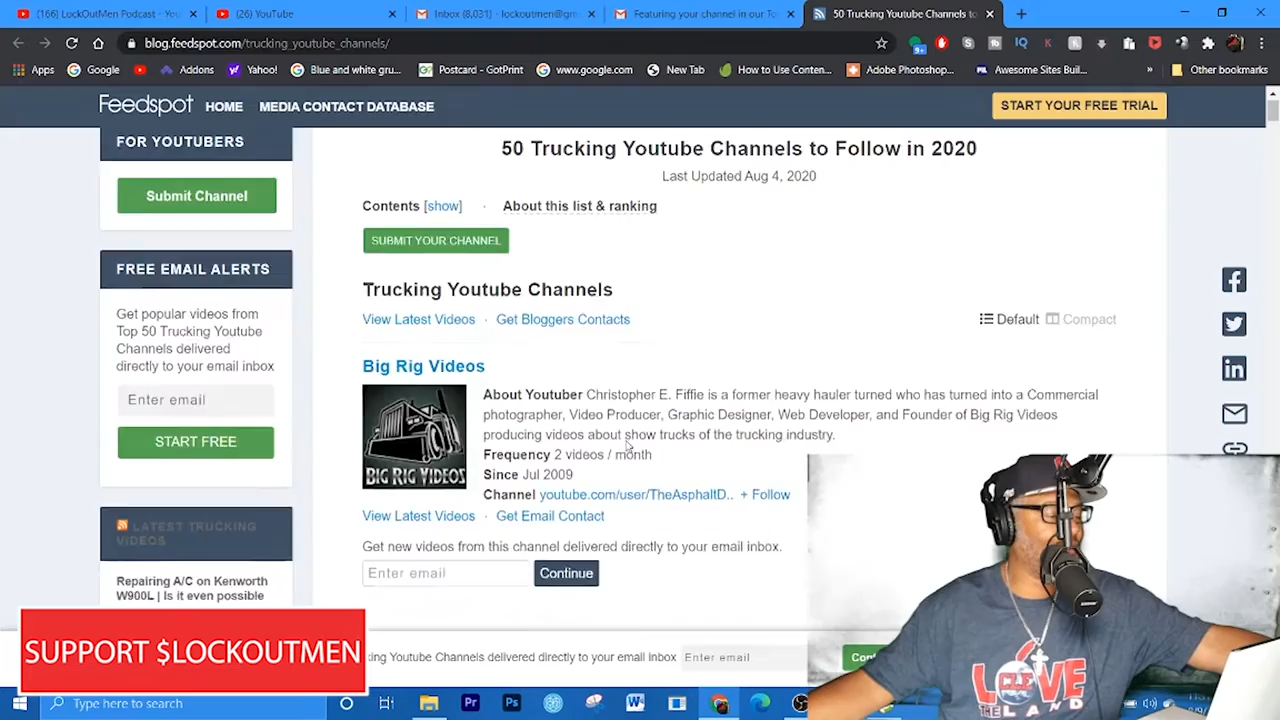 (166) LockOutMen Podcast - You
(26) YouTube
Inbox (8,031) - lockoutmen@gm
Featuring your channel in our To
50 Trucking Youtube Channels to
blog.feedspot.com/trucking_youtube_channels/
Apps
Google
Addons
Yahoo!
Blue and white gru...
Postcard - GotPrint
www.google.com
New Tab
How to Use Conten...
Adobe Photoshop...
Awesome Sites Buil...
Other bookmarks
Feedspot
HOME
MEDIA CONTACT DATABASE
START YOUR FREE TRIAL
FOR YOUTUBERS
Submit Channel
FREE EMAIL ALERTS
Get popular videos from
Top 50 Trucking Youtube
Channels delivered
directly to your email inbox
Enter email
START FREE
LATEST TRUCKING
VIDEOS
Repairing A/C on Kenworth
W900L | Is it even possible
50 Trucking Youtube Channels to Follow in 2020
Last Updated Aug 4, 2020
Contents [show] · About this list & ranking
SUBMIT YOUR CHANNEL
Trucking Youtube Channels
View Latest Videos · Get Bloggers Contacts
Default Compact
Big Rig Videos
BIG RIG VIDEOS
About Youtuber Christopher E. Fiffie is a former heavy hauler turned who has turned into a Commercial
photographer, Video Producer, Graphic Designer, Web Developer, and Founder of Big Rig Videos
producing videos about show trucks of the trucking industry.
Frequency 2 videos / month
Since Jul 2009
Channel youtube.com/user/TheAsphaltD.. + Follow
View Latest Videos · Get Email Contact
Get new videos from this channel delivered directly to your email inbox.
Enter email
Continue
SUPPORT $LOCKOUTMEN
king Youtube Channels delivered directly to your email inbox
Enter email
Type here to search
LOVE
CLE
THE LAND